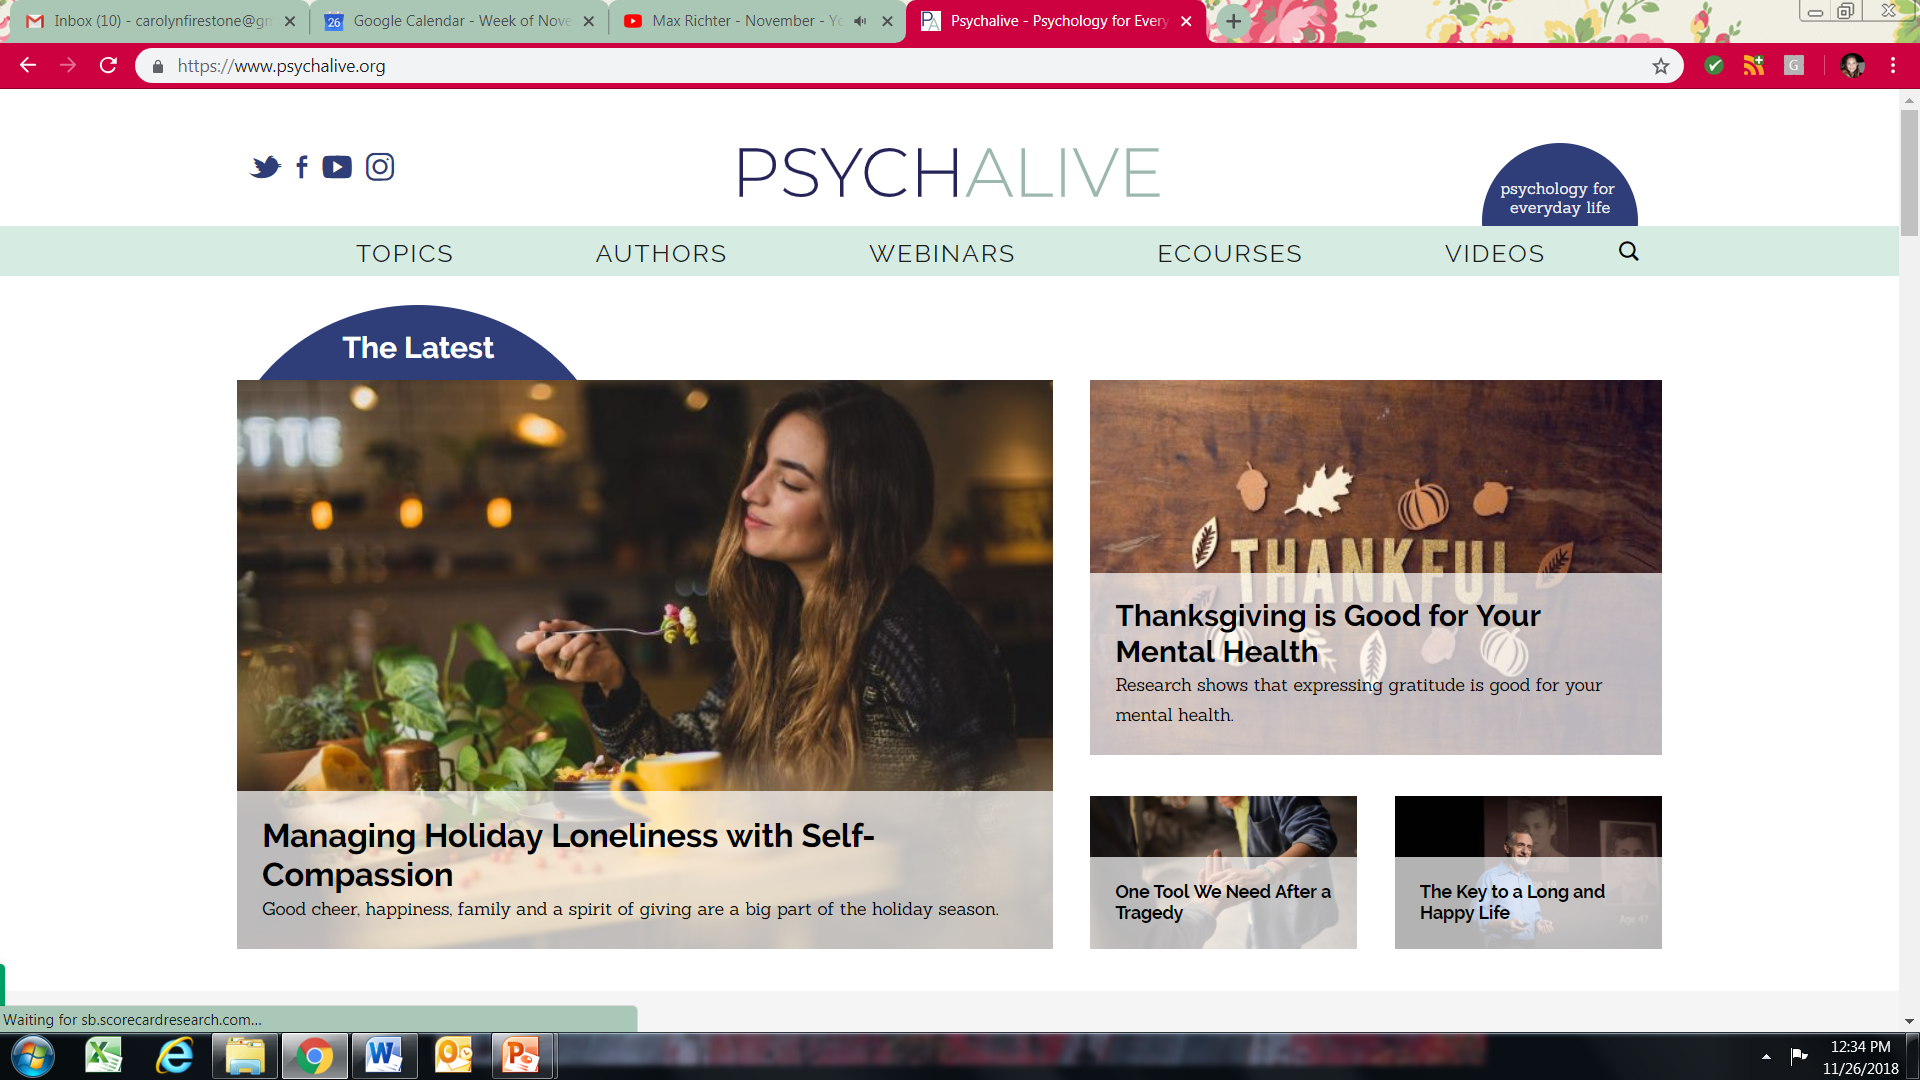 Inbox (10) - carolynfirestone@gm
Google Calendar - Week of Nove
Max Richter - November - Yo
Psychalive - Psychology for Every
https://www.psychalive.org
G
PSYCHALIVE
psychology for
everyday life
TOPICS AUTHORS WEBINARS ECOURSES VIDEOS
The Latest
ETTE
THANKFUL
Thanksgiving is Good for Your
Mental Health
Research shows that expressing gratitude is good for your
mental health.
Managing Holiday Loneliness with Self-
Compassion
Good cheer, happiness, family and a spirit of giving are a big part of the holiday season.
One Tool We Need After a
Tragedy
The Key to a Long and
Happy Life
Age 47
Waiting for sb.scorecardresearch.com...
12:34 PM
11/26/2018